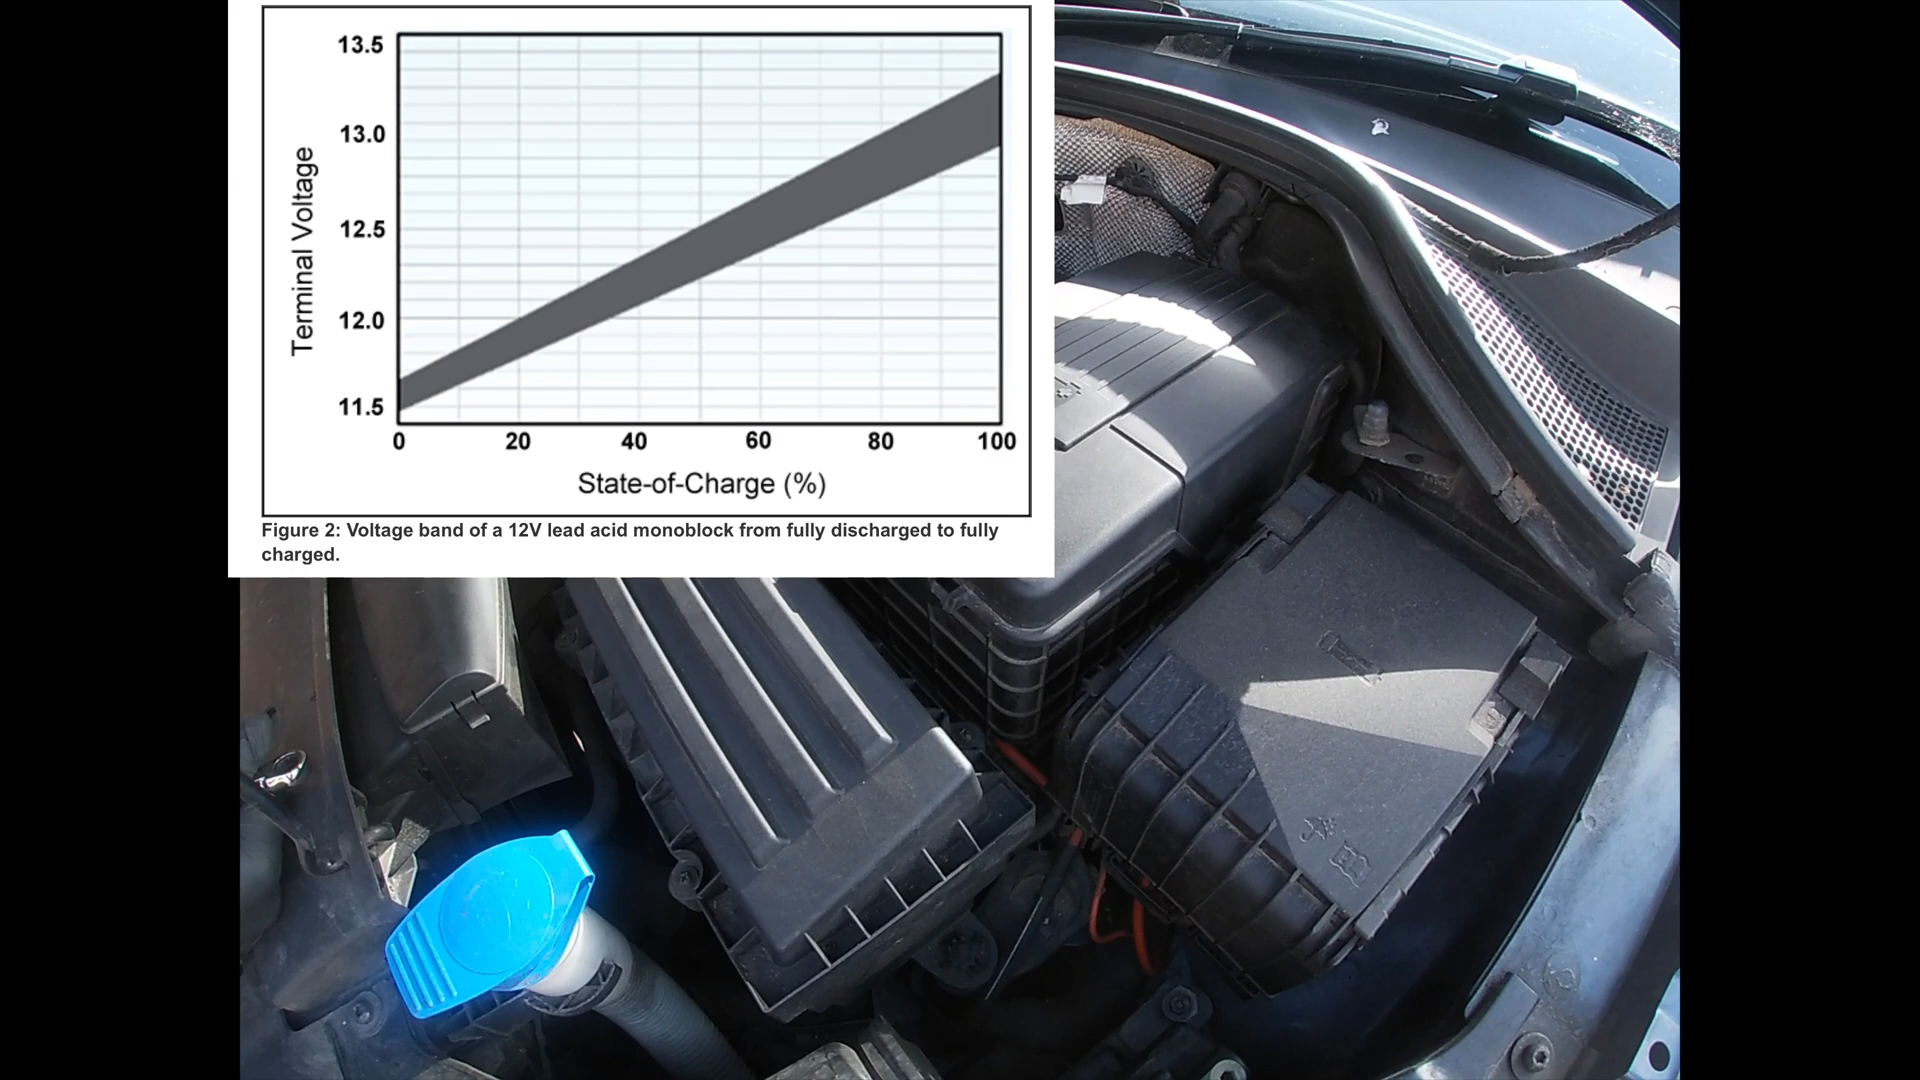 13.5
13.0
12.5
12.0
11.5
Terminal Voltage
0 20 40 60 80 100
State-of-Charge (%)
Figure 2: Voltage band of a 12V lead acid monoblock from fully discharged to fully
charged.